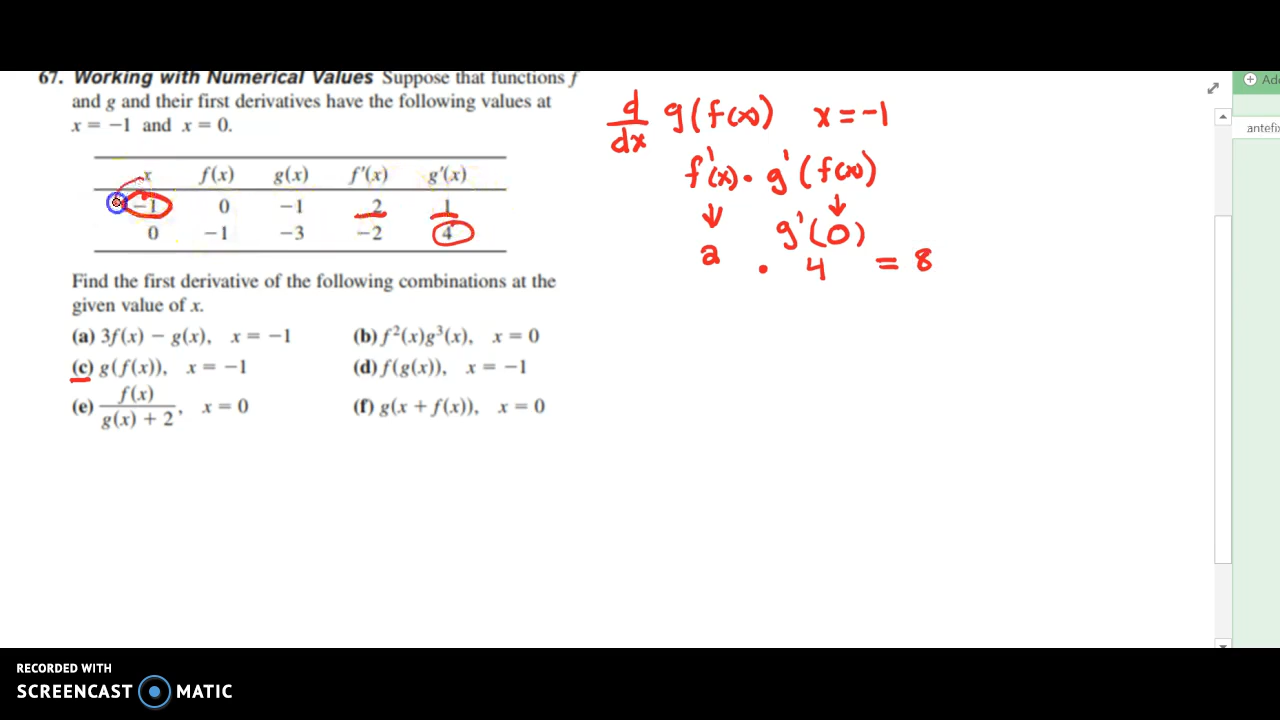 67. Working with Numerical Values Suppose that functions f
and g and their first derivatives have the following values at
x = −1 and x = 0.
x f(x) g(x) f′(x) g′(x)
−1 0 −1 2 1
0 −1 −3 −2 4
Find the first derivative of the following combinations at the
given value of x.
(a) 3f(x) − g(x), x = −1 (b) f²(x)g³(x), x = 0
(c) g(f(x)), x = −1 (d) f(g(x)), x = −1
(e) f(x)/g(x) + 2, x = 0 (f) g(x + f(x)), x = 0
d/dx g(f(x)) x = −1
f′(x) • g′(f(x))
↓ ↓
g′(0)
2 • 4 = 8
Add
antefix
RECORDED WITH
SCREENCAST MATIC